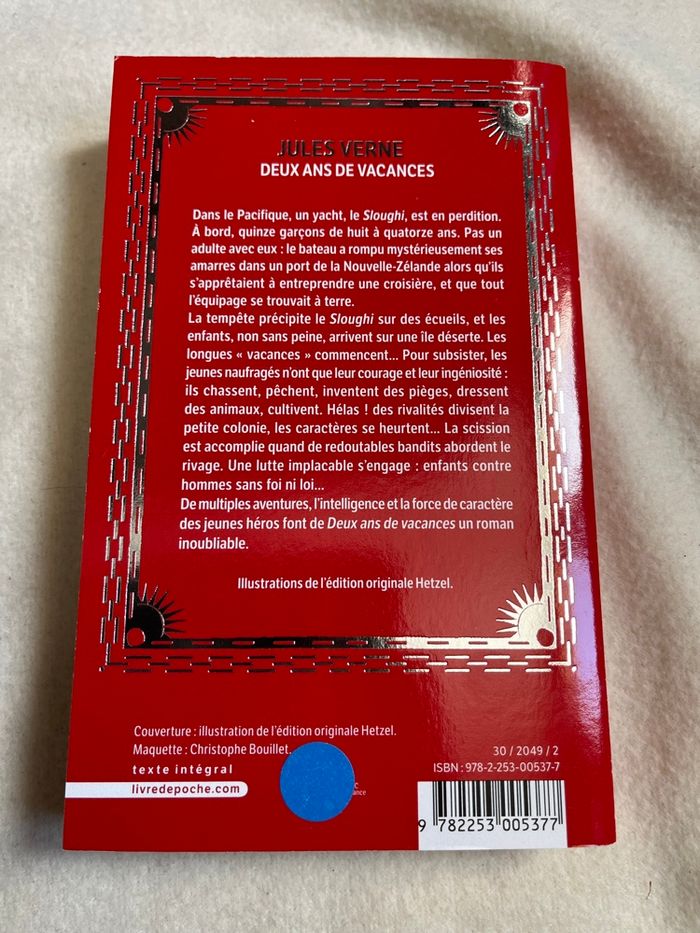 JULES VERNE
DEUX ANS DE VACANCES
Dans le Pacifique, un yacht, le Sloughi, est en perdition.
À bord, quinze garçons de huit à quatorze ans. Pas un
adulte avec eux : le bateau a rompu mystérieusement ses
amarres dans un port de la Nouvelle-Zélande alors qu'ils
s'apprêtaient à entreprendre une croisière, et que tout
l'équipage se trouvait à terre.
La tempête précipite le Sloughi sur des écueils, et les
enfants, non sans peine, arrivent sur une île déserte. Les
longues « vacances » commencent... Pour subsister, les
jeunes naufragés n'ont que leur courage et leur ingéniosité :
ils chassent, pêchent, inventent des pièges, dressent
des animaux, cultivent. Hélas ! des rivalités divisent la
petite colonie, les caractères se heurtent... La scission
est accomplie quand de redoutables bandits abordent le
rivage. Une lutte implacable s'engage : enfants contre
hommes sans foi ni loi...
De multiples aventures, l'intelligence et la force de caractère
des jeunes héros font de Deux ans de vacances un roman
inoubliable.
Illustrations de l'édition originale Hetzel.
Couverture : illustration de l'édition originale Hetzel.
Maquette : Christophe Bouillet.
texte intégral
livredepoche.com
30 / 2049 / 2
ISBN : 978-2-253-00537-7
9 782253 005377